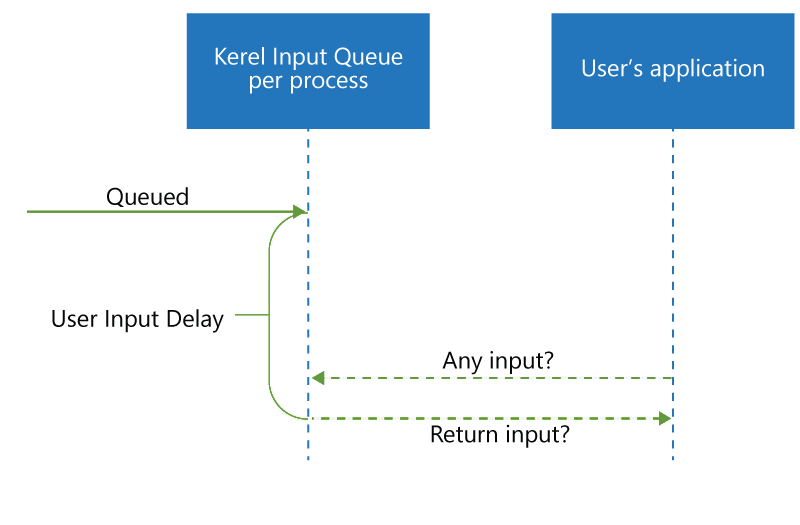 Kerel Input Queue
per process
User’s application
Queued
User Input Delay
Any input?
Return input?